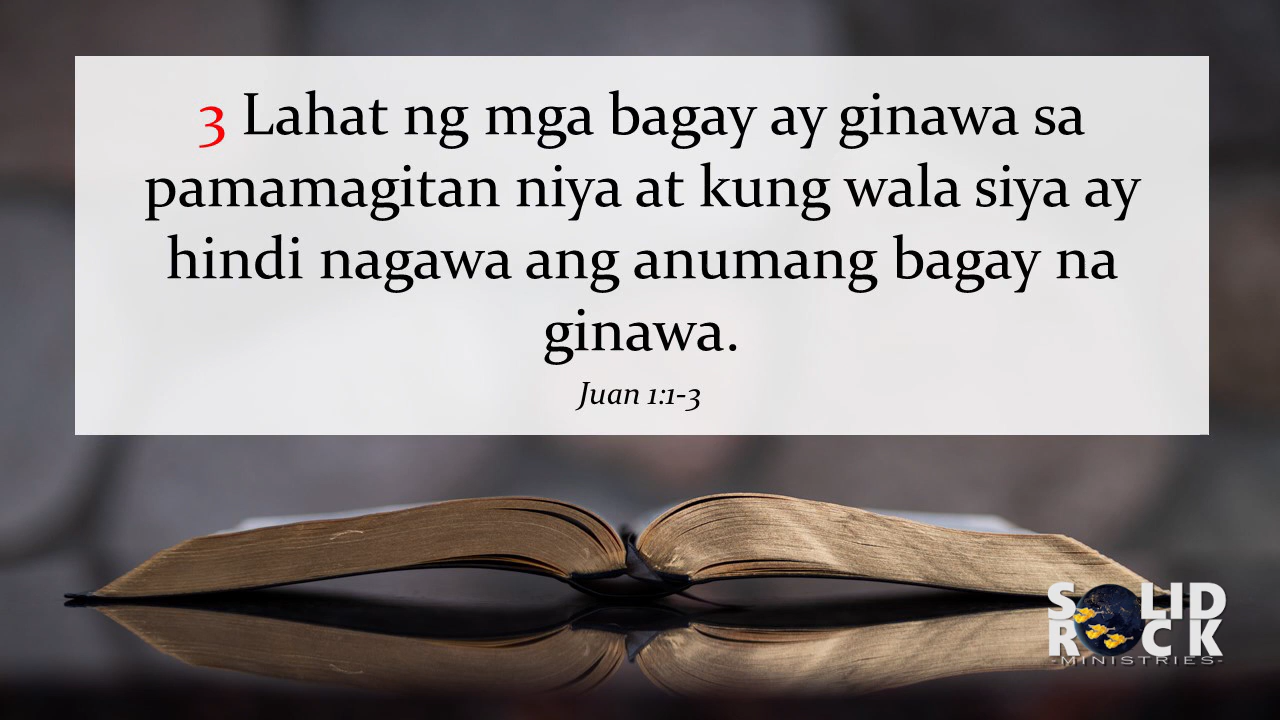 3 Lahat ng mga bagay ay ginawa sa
pamamagitan niya at kung wala siya ay
hindi nagawa ang anumang bagay na
ginawa.
Juan 1:1-3
SOLID
ROCK
-MINISTRIES-